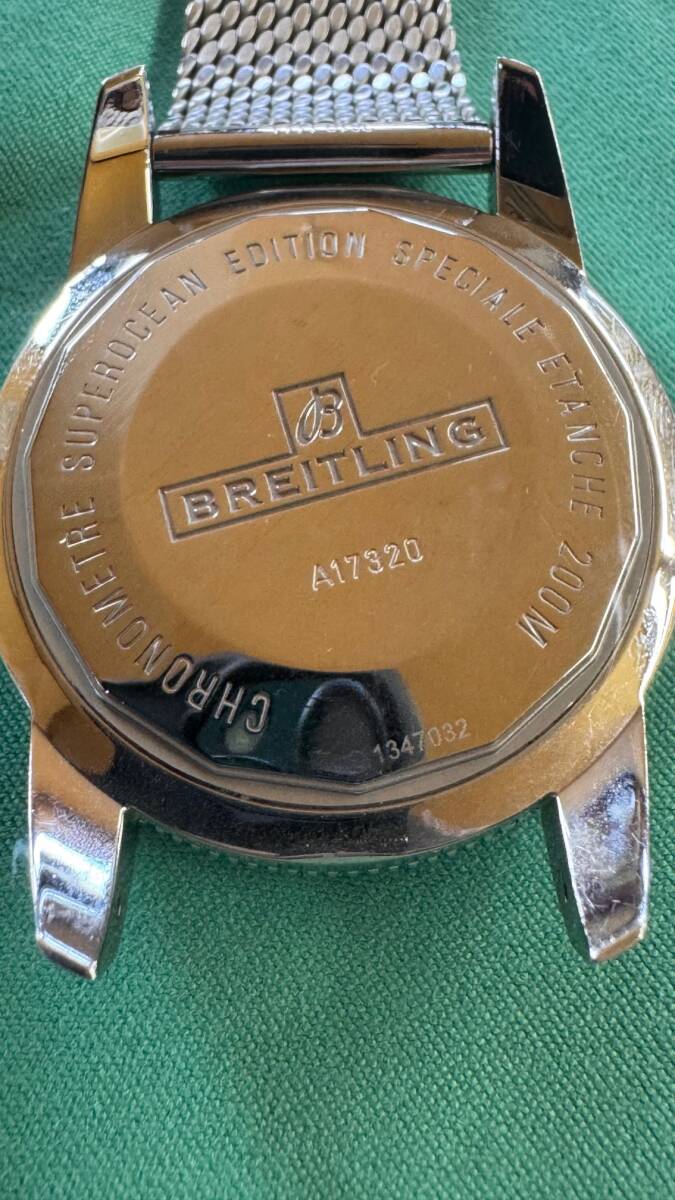 CHRONOMETRE SUPEROCEAN EDITION SPECIALE ETANCHE 200M
B
BREITLING
A17320
1347032